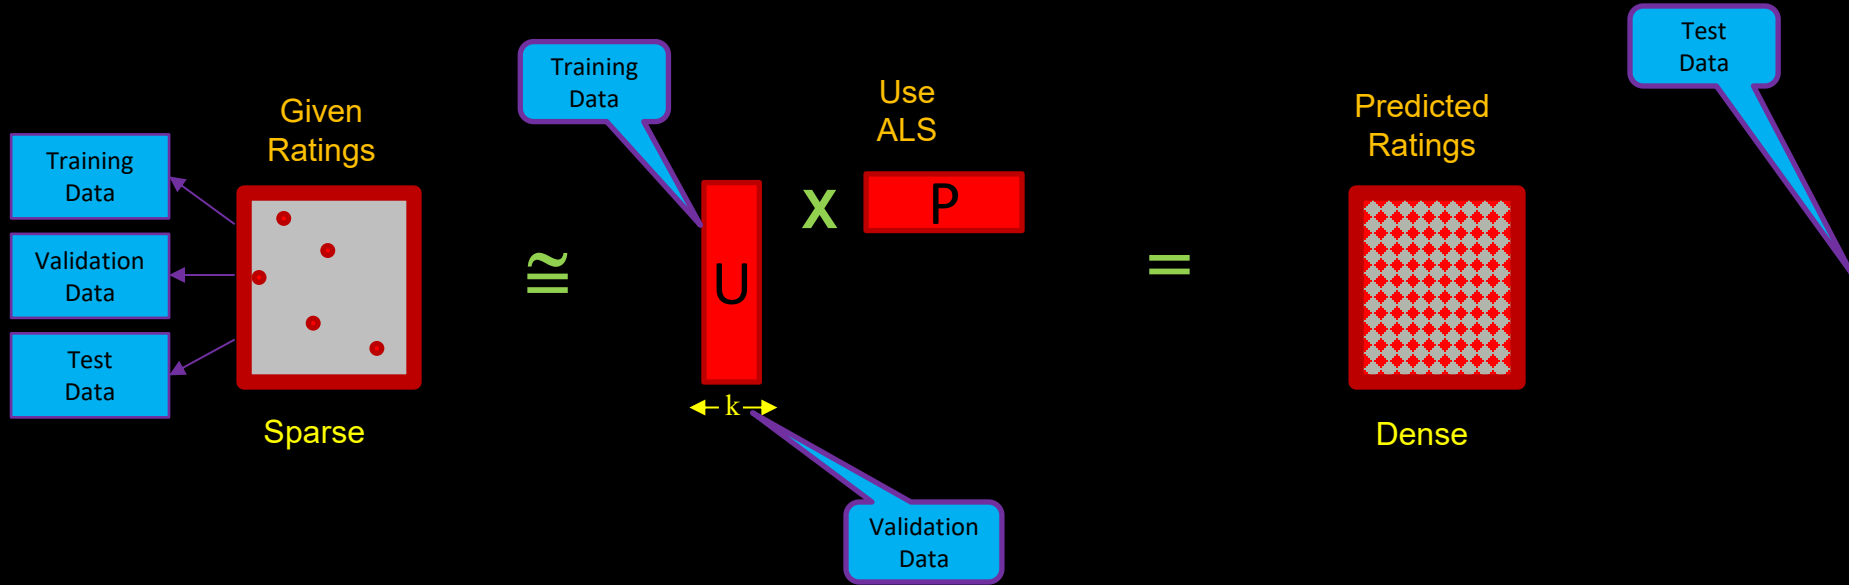 Training
Data
Validation
Data
Test
Data
Given
Ratings
Sparse
≅
Training
Data
U
k
Validation
Data
x
Use
ALS
P
=
Predicted
Ratings
Dense
Test
Data